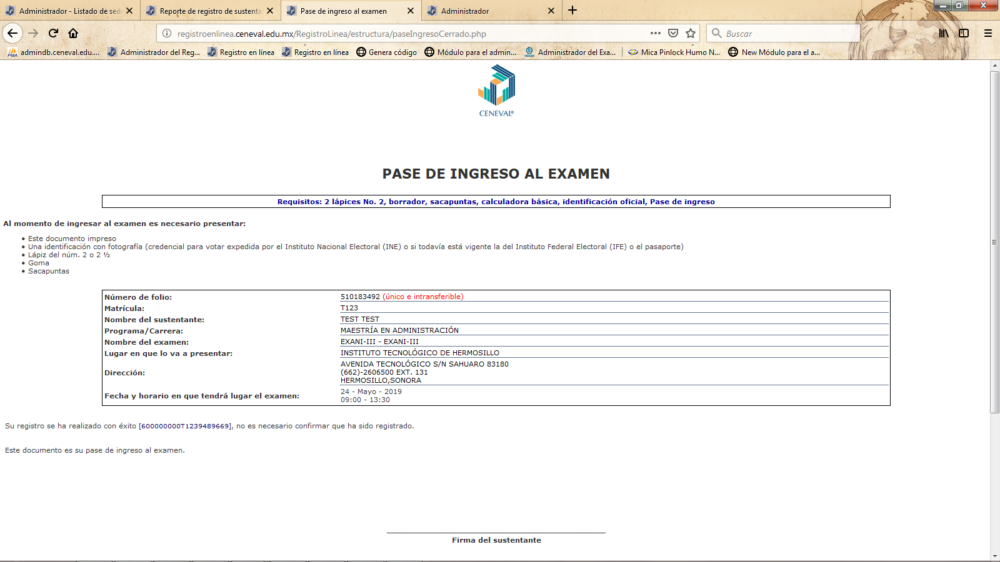 Administrador - Listado de sed
Reporte de registro de sustenta
Pase de ingreso al examen
Administrador
registroenlinea.ceneval.edu.mx/RegistroLinea/estructura/paseIngresoCerrado.php
Buscar
admindb.ceneval.edu....
Administrador del Reg...
Registro en línea
Registro en línea
Genera código
Módulo para el admin...
Administrador del Exa...
Mica Pinlock Humo N...
New Módulo para el a...
CENEVAL®
PASE DE INGRESO AL EXAMEN
Requisitos: 2 lápices No. 2, borrador, sacapuntas, calculadora básica, identificación oficial, Pase de ingreso
Al momento de ingresar al examen es necesario presentar:
• Este documento impreso
• Una identificación con fotografía (credencial para votar expedida por el Instituto Nacional Electoral (INE) o si todavía está vigente la del Instituto Federal Electoral (IFE) o el pasaporte)
• Lápiz del núm. 2 o 2 ½
• Goma
• Sacapuntas
Número de folio: 510183492 (único e intransferible)
Matrícula: T123
Nombre del sustentante: TEST TEST
Programa/Carrera: MAESTRÍA EN ADMINISTRACIÓN
Nombre del examen: EXANI-III - EXANI-III
Lugar en que lo va a presentar: INSTITUTO TECNOLÓGICO DE HERMOSILLO
Dirección: AVENIDA TECNOLÓGICO S/N SAHUARO 83180
(662)-2606500 EXT. 131
HERMOSILLO,SONORA
Fecha y horario en que tendrá lugar el examen: 24 - Mayo - 2019
09:00 - 13:30
Su registro se ha realizado con éxito [600000000T1239489669], no es necesario confirmar que ha sido registrado.
Este documento es su pase de ingreso al examen.
Firma del sustentante